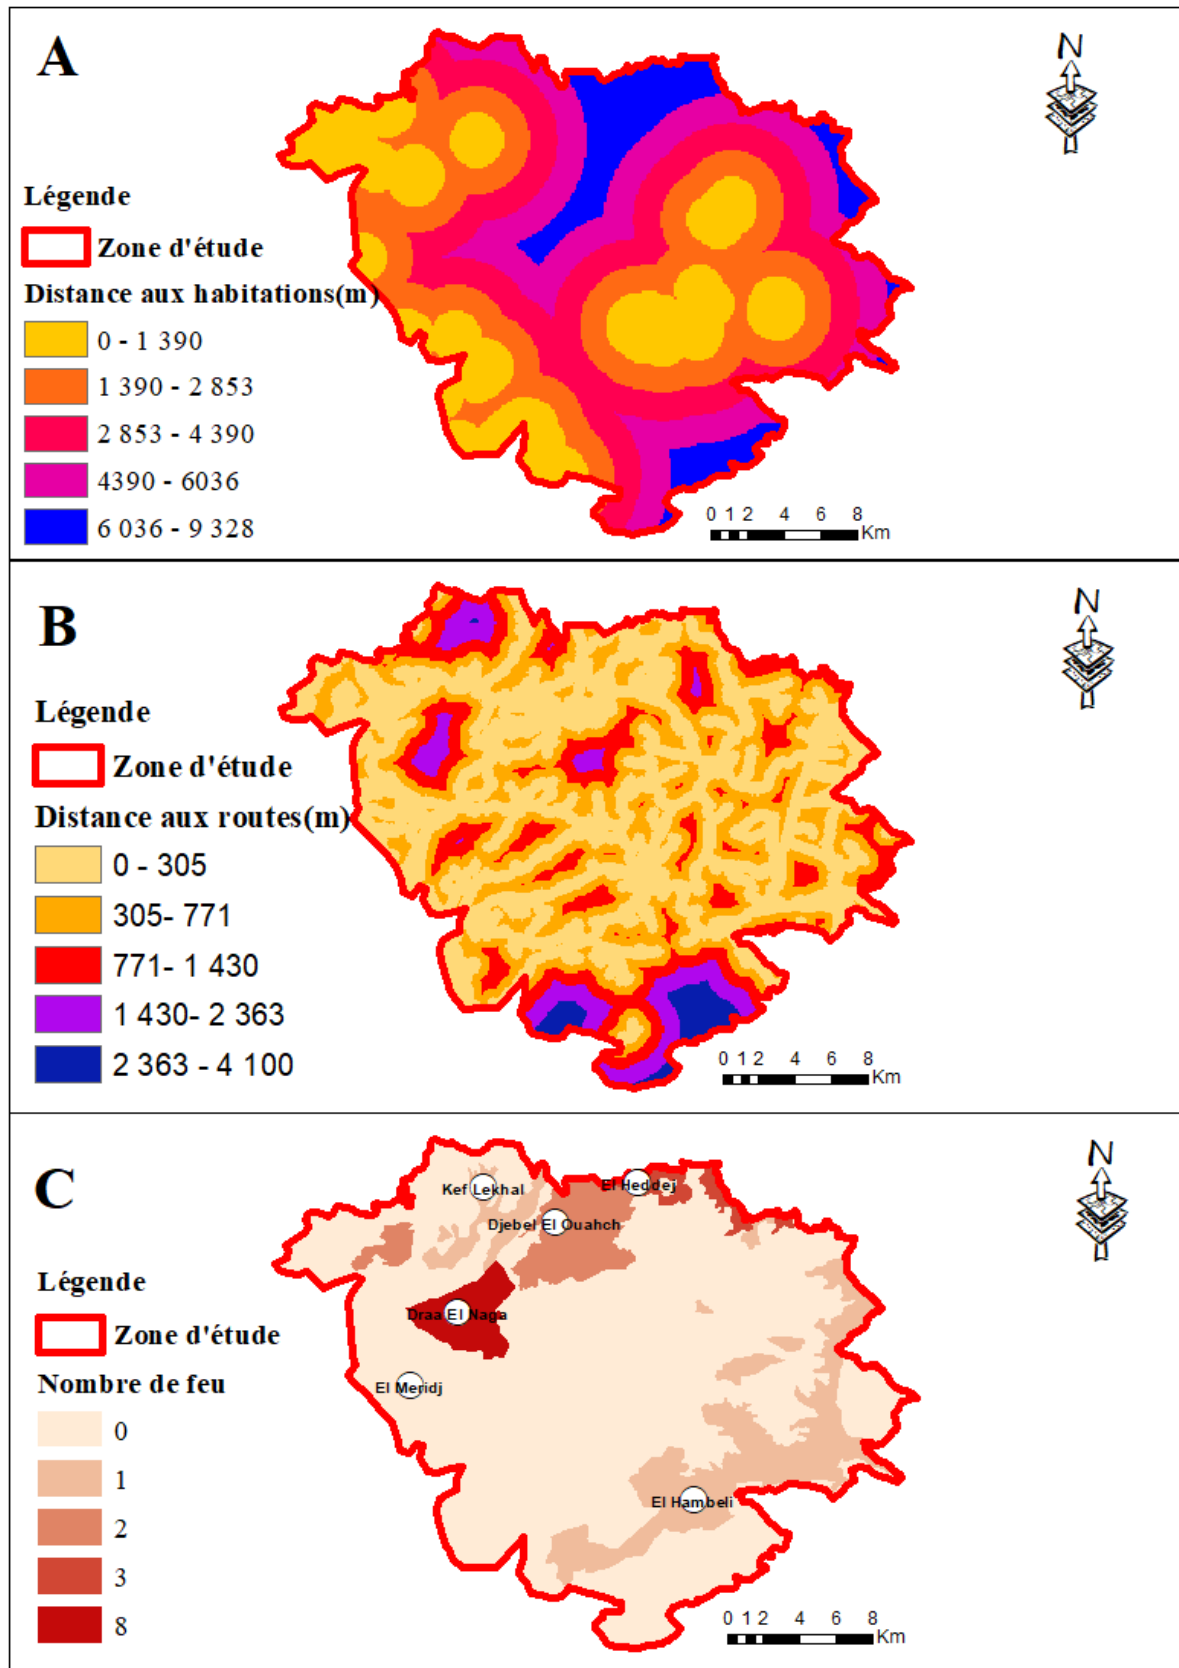 A
N
Légende
Zone d'étude
Distance aux habitations(m)
0 - 1 390
1 390 - 2 853
2 853 - 4 390
4390 - 6036
6 036 - 9 328
0 1 2 4 6 8
Km
B
N
Légende
Zone d'étude
Distance aux routes(m)
0 - 305
305- 771
771- 1 430
1 430- 2 363
2 363 - 4 100
0 1 2 4 6 8
Km
C
N
Kef Lekhal
El Heddej
Djebel El Ouahch
Draa El Naga
El Meridj
El Hambeli
Légende
Zone d'étude
Nombre de feu
0
1
2
3
8
0 1 2 4 6 8
Km